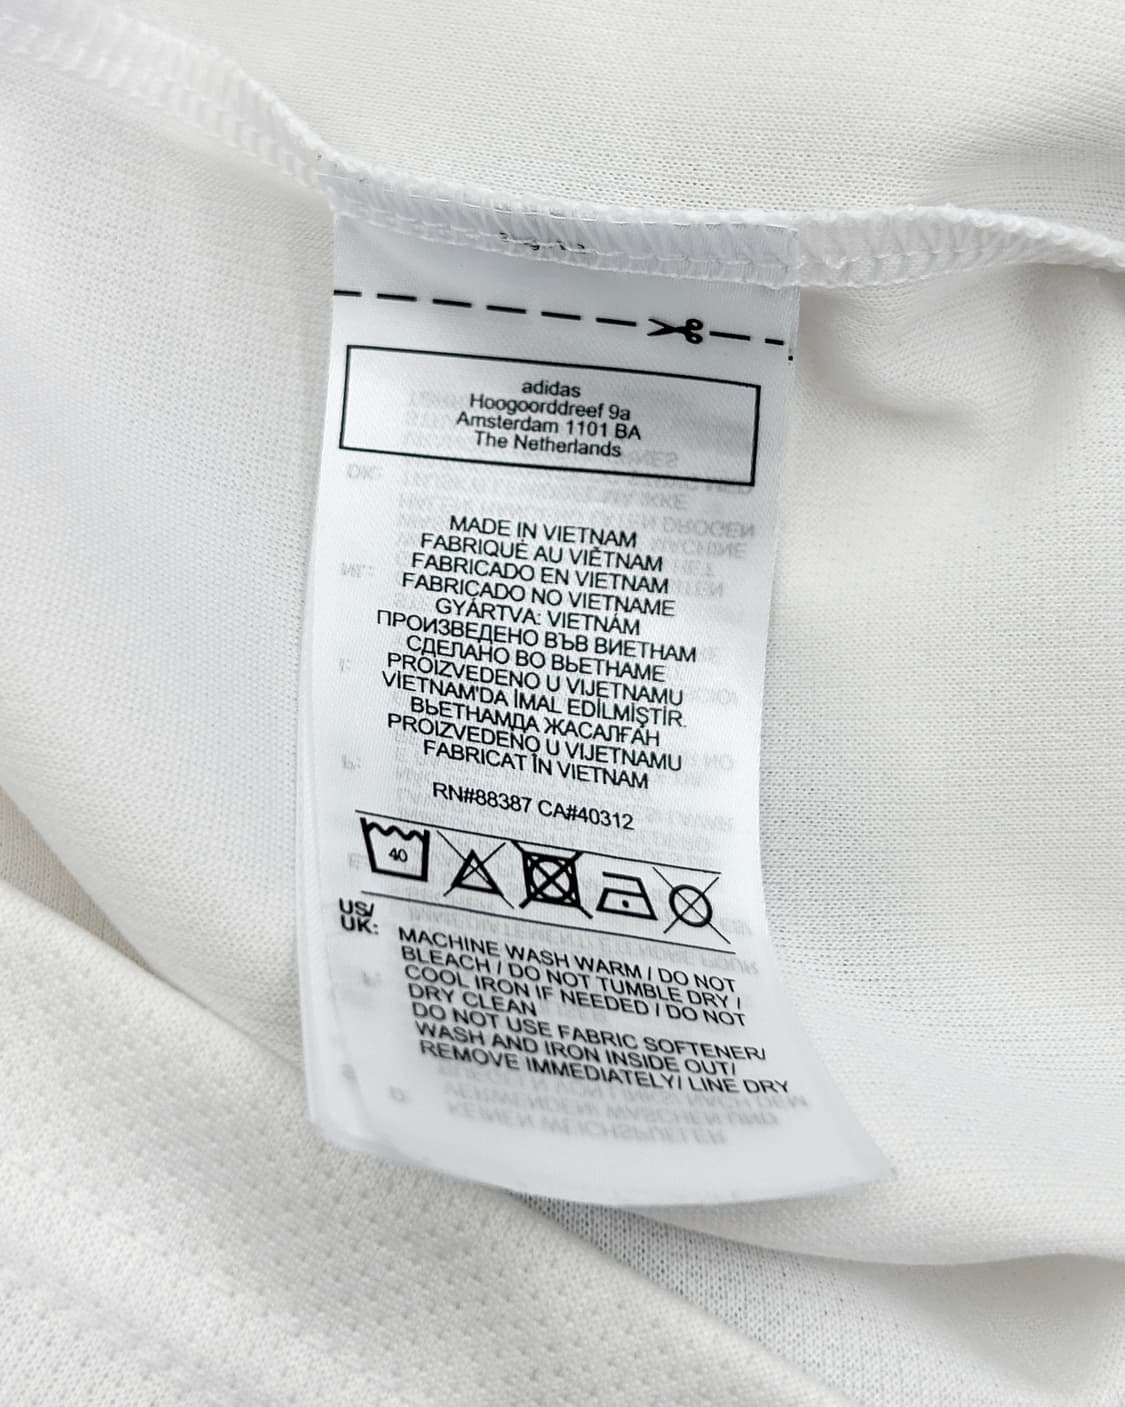 adidas
Hoogoorddreef 9a
Amsterdam 1101 BA
The Netherlands
MADE IN VIETNAM
FABRIQUÉ AU VIÊTNAM
FABRICADO EN VIETNAM
FABRICADO NO VIETNAME
GYÁRTVA: VIETNÁM
ПРОИЗВЕДЕНО ВЪВ ВИЕТНАМ
СДЕЛАНО ВО ВЬЕТНАМЕ
PROIZVEDENO U VIJETNAMU
VİETNAM'DA İMAL EDİLMİŞTİR.
ВЬЕТНАМДА ЖАСАЛҒАН
PROIZVEDENO U VIJETNAMU
FABRICAT ÎN VIETNAM
RN#88387 CA#40312
40
US/
UK:
MACHINE WASH WARM / DO NOT
BLEACH / DO NOT TUMBLE DRY /
COOL IRON IF NEEDED / DO NOT
DRY CLEAN
DO NOT USE FABRIC SOFTENER/
WASH AND IRON INSIDE OUT/
REMOVE IMMEDIATELY/ LINE DRY